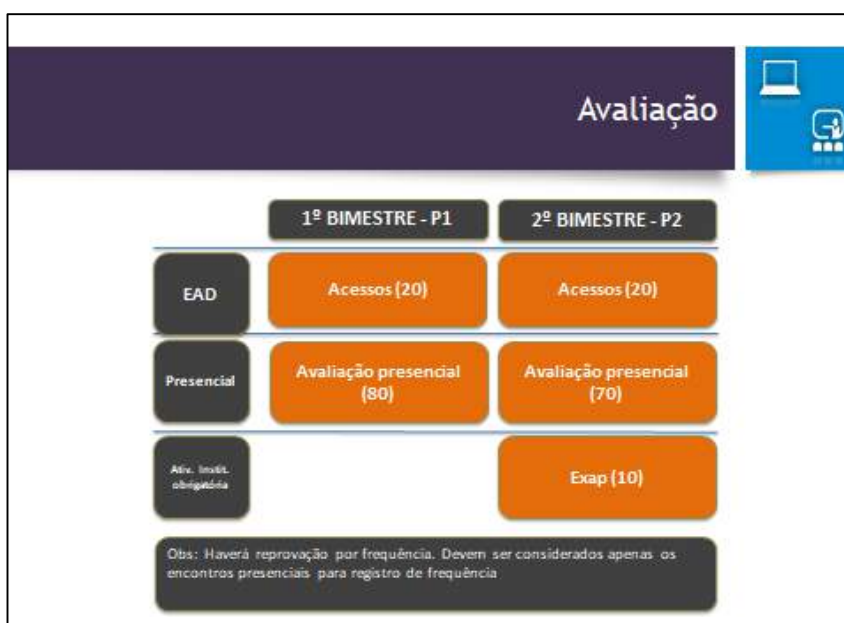 Avaliação
1º BIMESTRE - P1
2º BIMESTRE - P2
EAD
Acessos (20)
Acessos (20)
Presencial
Avaliação presencial
(80)
Avaliação presencial
(70)
Ativ. Instit.
obrigatória
Exap (10)
Obs: Haverá reprovação por frequência. Devem ser considerados apenas os
encontros presenciais para registro de frequência